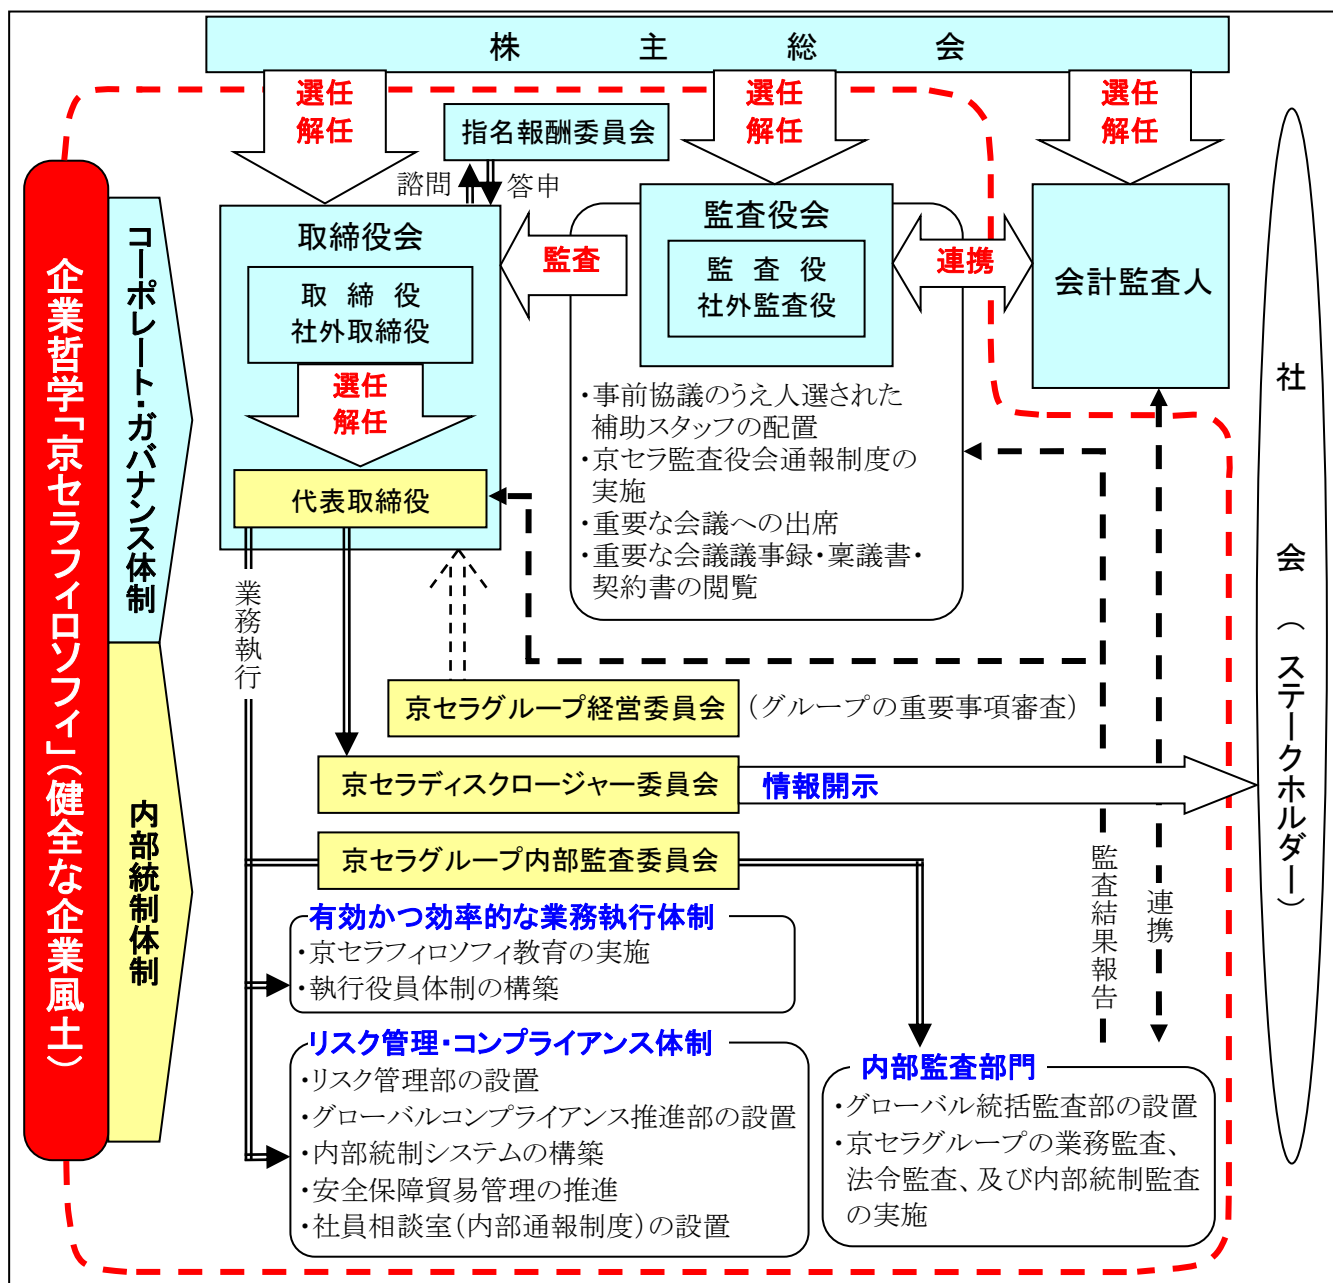 株主総会
選任
解任
選任
解任
選任
解任
指名報酬委員会
諮問
答申
取締役会
取締役
社外取締役
選任
解任
代表取締役
監査
監査役会
監査役
社外監査役
連携
会計監査人
・事前協議のうえ人選された
補助スタッフの配置
・京セラ監査役会通報制度の
実施
・重要な会議への出席
・重要な会議議事録・稟議書・
契約書の閲覧
企業哲学「京セラフィロソフィ」(健全な企業風土)
コーポレート・ガバナンス体制
内部統制体制
業務執行
京セラグループ経営委員会
(グループの重要事項審査)
京セラディスクロージャー委員会
情報開示
京セラグループ内部監査委員会
監査結果報告
連携
社会(ステークホルダー)
有効かつ効率的な業務執行体制
・京セラフィロソフィ教育の実施
・執行役員体制の構築
リスク管理・コンプライアンス体制
・リスク管理部の設置
・グローバルコンプライアンス推進部の設置
・内部統制システムの構築
・安全保障貿易管理の推進
・社員相談室(内部通報制度)の設置
内部監査部門
・グローバル統括監査部の設置
・京セラグループの業務監査、
法令監査、及び内部統制監査
の実施